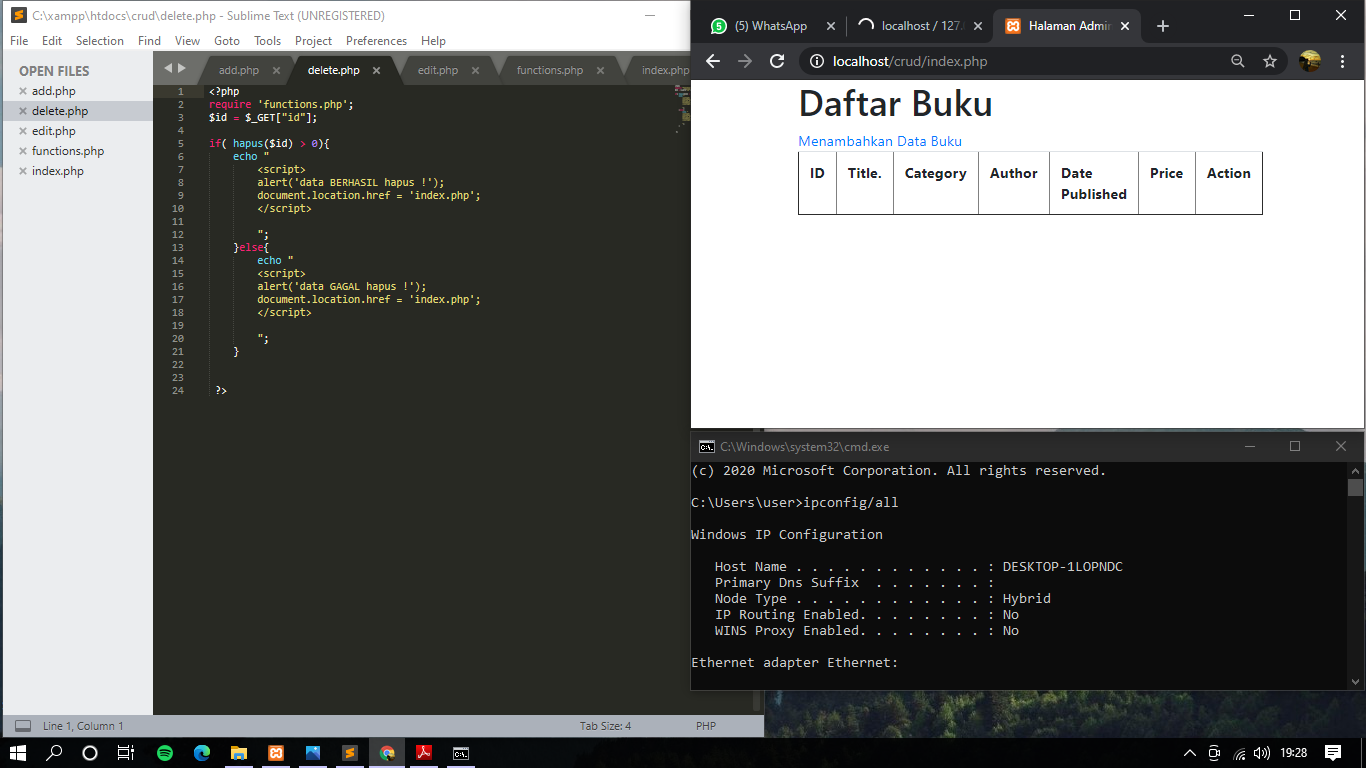 C:\xampp\htdocs\crud\delete.php - Sublime Text (UNREGISTERED)
File Edit Selection Find View Goto Tools Project Preferences Help
OPEN FILES
add.php
delete.php
edit.php
functions.php
index.php
add.php delete.php edit.php functions.php index.php
1 <?php
2 require 'functions.php';
3 $id = $_GET["id"];
4
5 if( hapus($id) > 0){
6 echo "
7 <script>
8 alert('data BERHASIL hapus !');
9 document.location.href = 'index.php';
10 </script>
11
12 ";
13 }else{
14 echo "
15 <script>
16 alert('data GAGAL hapus !');
17 document.location.href = 'index.php';
18 </script>
19
20 ";
21 }
22
23
24 ?>
Line 1, Column 1 Tab Size: 4 PHP
5 (5) WhatsApp localhost / 127. Halaman Admin
localhost/crud/index.php
Daftar Buku
Menambahkan Data Buku
ID Title. Category Author Date Published Price Action
C:\Windows\system32\cmd.exe
(c) 2020 Microsoft Corporation. All rights reserved.
C:\Users\user>ipconfig/all
Windows IP Configuration
Host Name . . . . . . . . . . . . : DESKTOP-1LOPNDC
Primary Dns Suffix . . . . . . . :
Node Type . . . . . . . . . . . . : Hybrid
IP Routing Enabled. . . . . . . . : No
WINS Proxy Enabled. . . . . . . . : No
Ethernet adapter Ethernet:
19:28